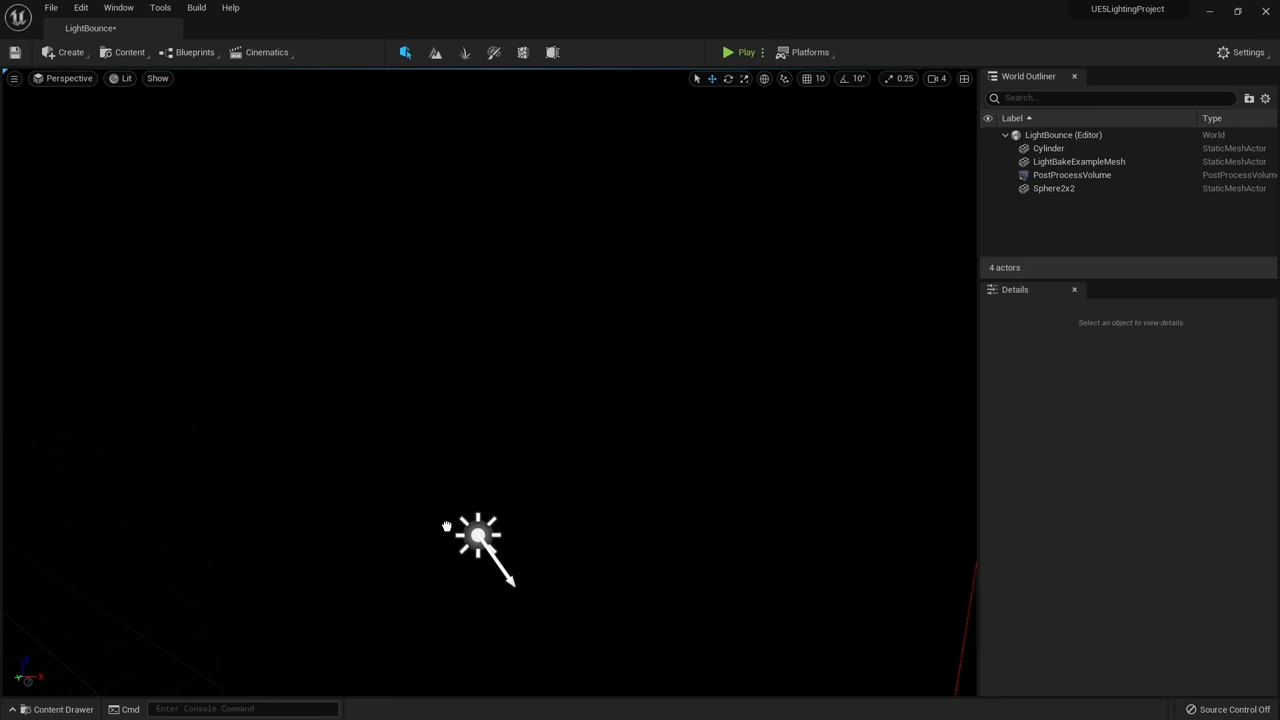 File Edit Window Tools Build Help
UE5LightingProject
LightBounce•
Create Content Blueprints Cinematics Play Platforms Settings
Perspective Lit Show 10 10° 0.25 4
World Outliner
Search...
Label Type
LightBounce (Editor) World
Cylinder StaticMeshActor
LightBakeExampleMesh StaticMeshActor
PostProcessVolume PostProcessVolum
Sphere2x2 StaticMeshActor
4 actors
Details
Select an object to view details.
X
Content Drawer Cmd Enter Console Command Source Control Off